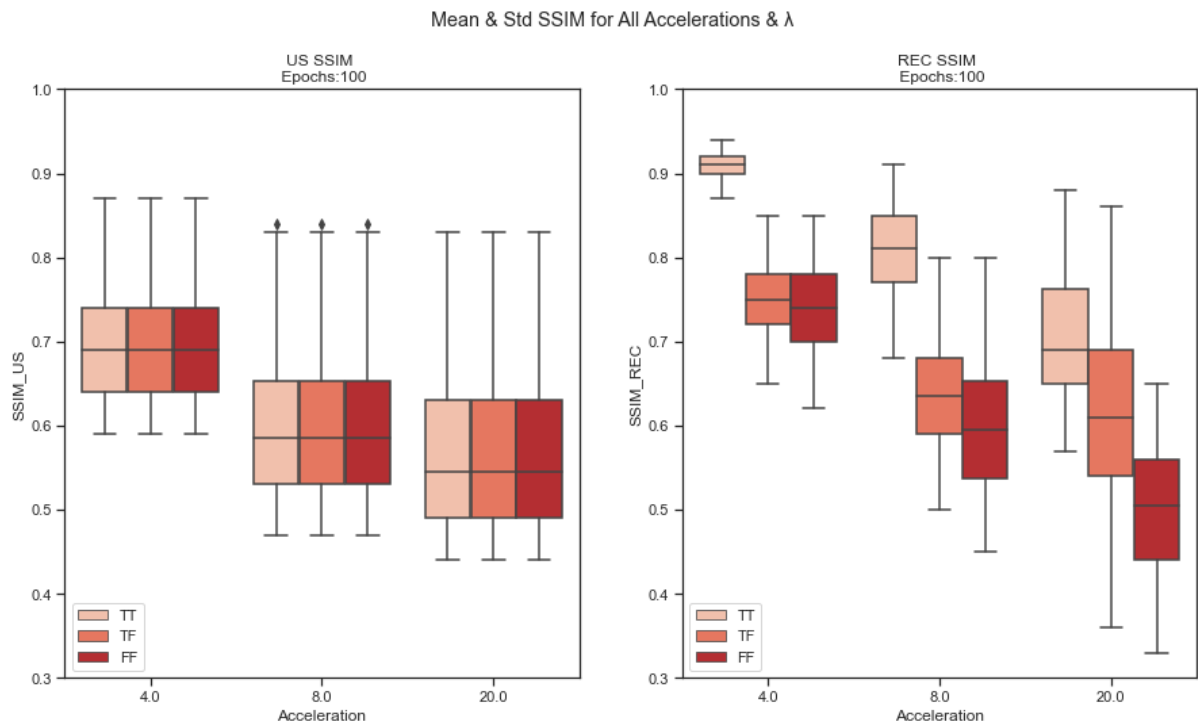 Mean & Std SSIM for All Accelerations & λ
US SSIM
Epochs:100
1.0
0.9
0.8
0.7
0.6
0.5
0.4
0.3
SSIM_US
TT
TF
FF
4.0
8.0
20.0
Acceleration
REC SSIM
Epochs:100
1.0
0.9
0.8
0.7
0.6
0.5
0.4
0.3
SSIM_REC
TT
TF
FF
4.0
8.0
20.0
Acceleration